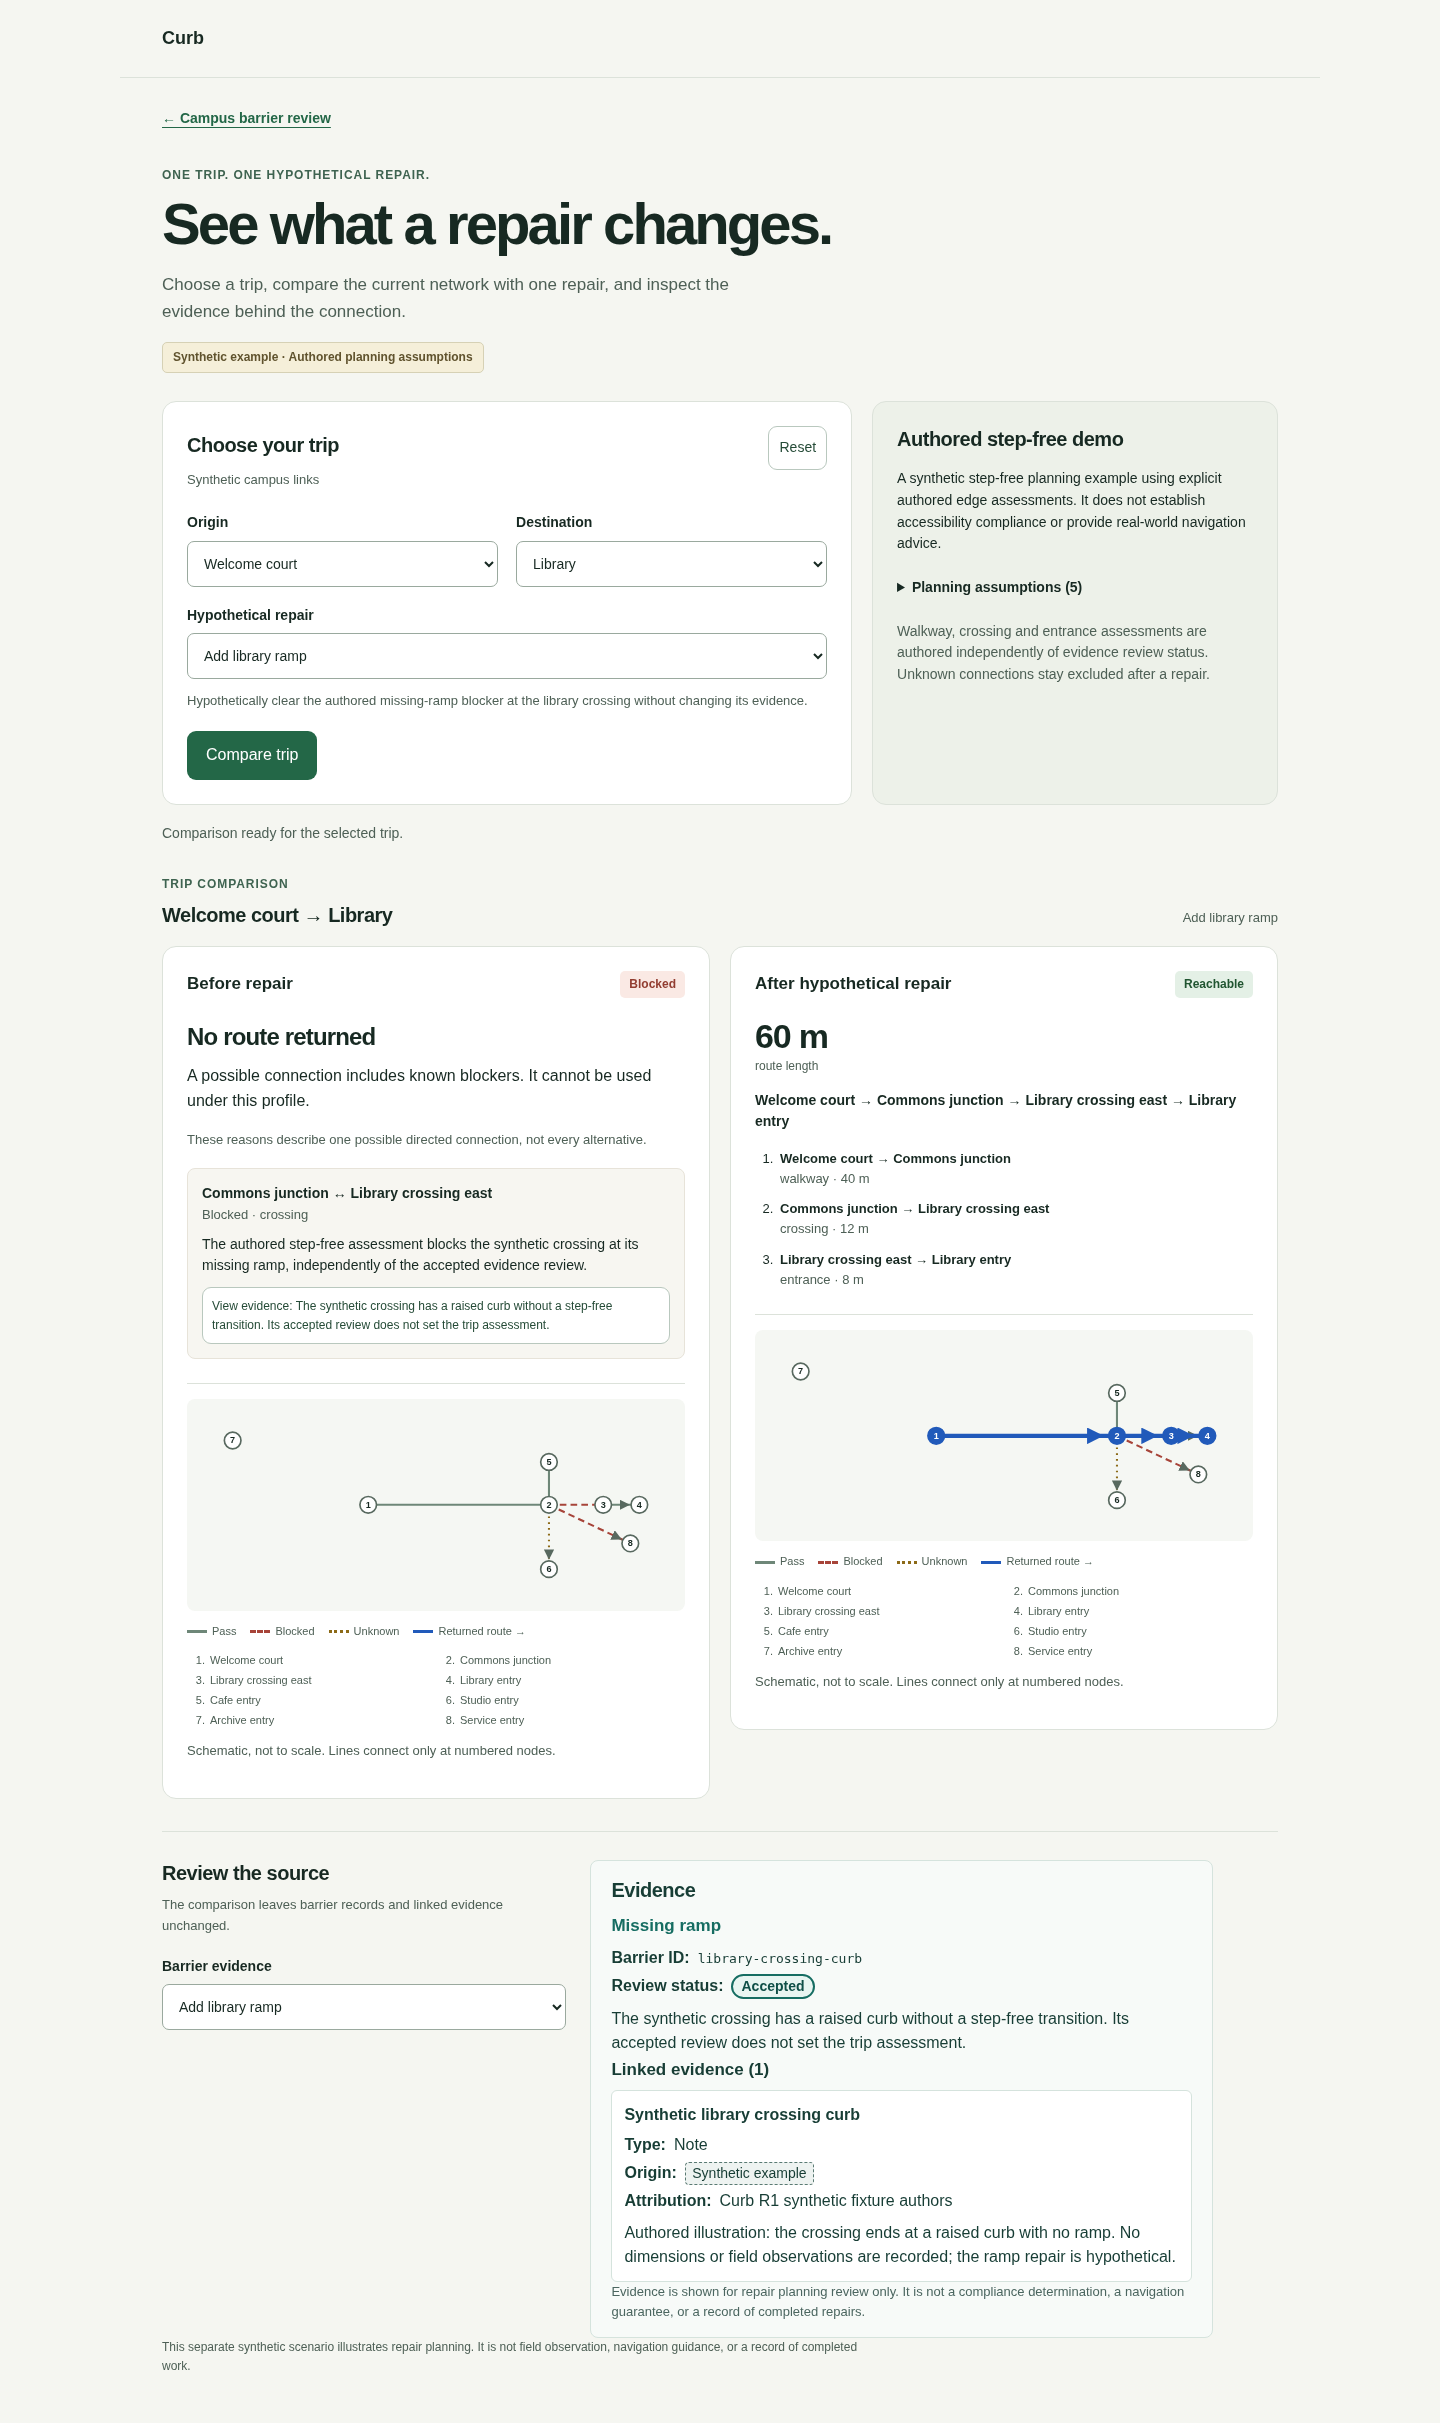 Curb
← Campus barrier review
ONE TRIP. ONE HYPOTHETICAL REPAIR.
See what a repair changes.
Choose a trip, compare the current network with one repair, and inspect the
evidence behind the connection.
Synthetic example · Authored planning assumptions
Choose your trip
Reset
Synthetic campus links
Origin
Destination
Welcome court
Library
Hypothetical repair
Add library ramp
Hypothetically clear the authored missing-ramp blocker at the library crossing without changing its evidence.
Compare trip
Authored step-free demo
A synthetic step-free planning example using explicit
authored edge assessments. It does not establish
accessibility compliance or provide real-world navigation
advice.
▶ Planning assumptions (5)
Walkway, crossing and entrance assessments are
authored independently of evidence review status.
Unknown connections stay excluded after a repair.
Comparison ready for the selected trip.
TRIP COMPARISON
Welcome court → Library
Add library ramp
Before repair
Blocked
No route returned
A possible connection includes known blockers. It cannot be used
under this profile.
These reasons describe one possible directed connection, not every alternative.
Commons junction ↔ Library crossing east
Blocked · crossing
The authored step-free assessment blocks the synthetic crossing at its
missing ramp, independently of the accepted evidence review.
View evidence: The synthetic crossing has a raised curb without a step-free
transition. Its accepted review does not set the trip assessment.
7
5
1
2
3
4
8
6
Pass
Blocked
Unknown
Returned route →
1. Welcome court
2. Commons junction
3. Library crossing east
4. Library entry
5. Cafe entry
6. Studio entry
7. Archive entry
8. Service entry
Schematic, not to scale. Lines connect only at numbered nodes.
After hypothetical repair
Reachable
60 m
route length
Welcome court → Commons junction → Library crossing east → Library
entry
1. Welcome court → Commons junction
walkway · 40 m
2. Commons junction → Library crossing east
crossing · 12 m
3. Library crossing east → Library entry
entrance · 8 m
7
5
1
2
3
4
8
6
Pass
Blocked
Unknown
Returned route →
1. Welcome court
2. Commons junction
3. Library crossing east
4. Library entry
5. Cafe entry
6. Studio entry
7. Archive entry
8. Service entry
Schematic, not to scale. Lines connect only at numbered nodes.
Review the source
The comparison leaves barrier records and linked evidence
unchanged.
Barrier evidence
Add library ramp
Evidence
Missing ramp
Barrier ID: library-crossing-curb
Review status: Accepted
The synthetic crossing has a raised curb without a step-free transition. Its
accepted review does not set the trip assessment.
Linked evidence (1)
Synthetic library crossing curb
Type: Note
Origin: Synthetic example
Attribution: Curb R1 synthetic fixture authors
Authored illustration: the crossing ends at a raised curb with no ramp. No
dimensions or field observations are recorded; the ramp repair is hypothetical.
Evidence is shown for repair planning review only. It is not a compliance determination, a navigation
guarantee, or a record of completed repairs.
This separate synthetic scenario illustrates repair planning. It is not field observation, navigation guidance, or a record of completed
work.